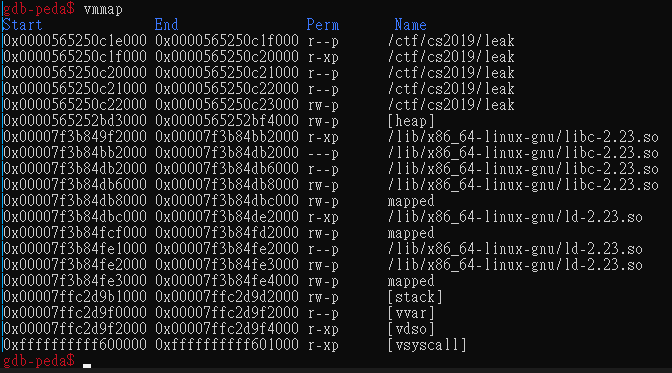 gdb-peda$ vmmap
Start End Perm Name
0x0000565250c1e000 0x0000565250c1f000 r--p /ctf/cs2019/leak
0x0000565250c1f000 0x0000565250c20000 r-xp /ctf/cs2019/leak
0x0000565250c20000 0x0000565250c21000 r--p /ctf/cs2019/leak
0x0000565250c21000 0x0000565250c22000 r--p /ctf/cs2019/leak
0x0000565250c22000 0x0000565250c23000 rw-p /ctf/cs2019/leak
0x0000565252bd3000 0x0000565252bf4000 rw-p [heap]
0x00007f3b849f2000 0x00007f3b84bb2000 r-xp /lib/x86_64-linux-gnu/libc-2.23.so
0x00007f3b84bb2000 0x00007f3b84db2000 ---p /lib/x86_64-linux-gnu/libc-2.23.so
0x00007f3b84db2000 0x00007f3b84db6000 r--p /lib/x86_64-linux-gnu/libc-2.23.so
0x00007f3b84db6000 0x00007f3b84db8000 rw-p /lib/x86_64-linux-gnu/libc-2.23.so
0x00007f3b84db8000 0x00007f3b84dbc000 rw-p mapped
0x00007f3b84dbc000 0x00007f3b84de2000 r-xp /lib/x86_64-linux-gnu/ld-2.23.so
0x00007f3b84fcf000 0x00007f3b84fd2000 rw-p mapped
0x00007f3b84fe1000 0x00007f3b84fe2000 r--p /lib/x86_64-linux-gnu/ld-2.23.so
0x00007f3b84fe2000 0x00007f3b84fe3000 rw-p /lib/x86_64-linux-gnu/ld-2.23.so
0x00007f3b84fe3000 0x00007f3b84fe4000 rw-p mapped
0x00007ffc2d9b1000 0x00007ffc2d9d2000 rw-p [stack]
0x00007ffc2d9f0000 0x00007ffc2d9f2000 r--p [vvar]
0x00007ffc2d9f2000 0x00007ffc2d9f4000 r-xp [vdso]
0xffffffffff600000 0xffffffffff601000 r-xp [vsyscall]
gdb-peda$